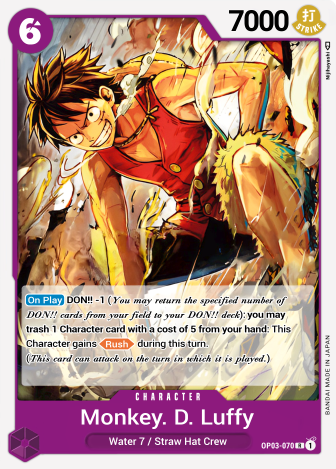 6
7000
打
STRIKE
Nijihayashi
On Play DON!! -1 (You may return the specified number of
DON!! cards from your field to your DON!! deck): you may
trash 1 Character card with a cost of 5 from your hand: This
Character gains Rush during this turn.
(This card can attack on the turn in which it is played.)
BANDAI MADE IN JAPAN
CHARACTER
Monkey. D. Luffy
Water 7 / Straw Hat Crew
OP03-070 R 1